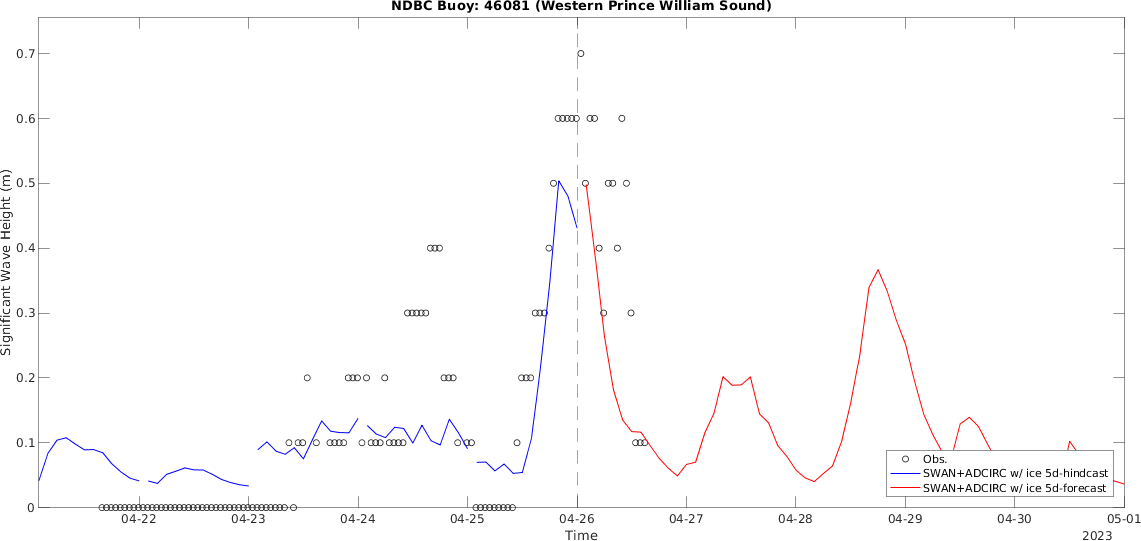 NDBC Buoy: 46081 (Western Prince William Sound)
0.7
0.6
0.5
0.4
0.3
0.2
0.1
0
Significant Wave Height (m)
Obs.
SWAN+ADCIRC w/ ice 5d-hindcast
SWAN+ADCIRC w/ ice 5d-forecast
04-22 04-23 04-24 04-25 04-26 04-27 04-28 04-29 04-30 05-01
Time
2023